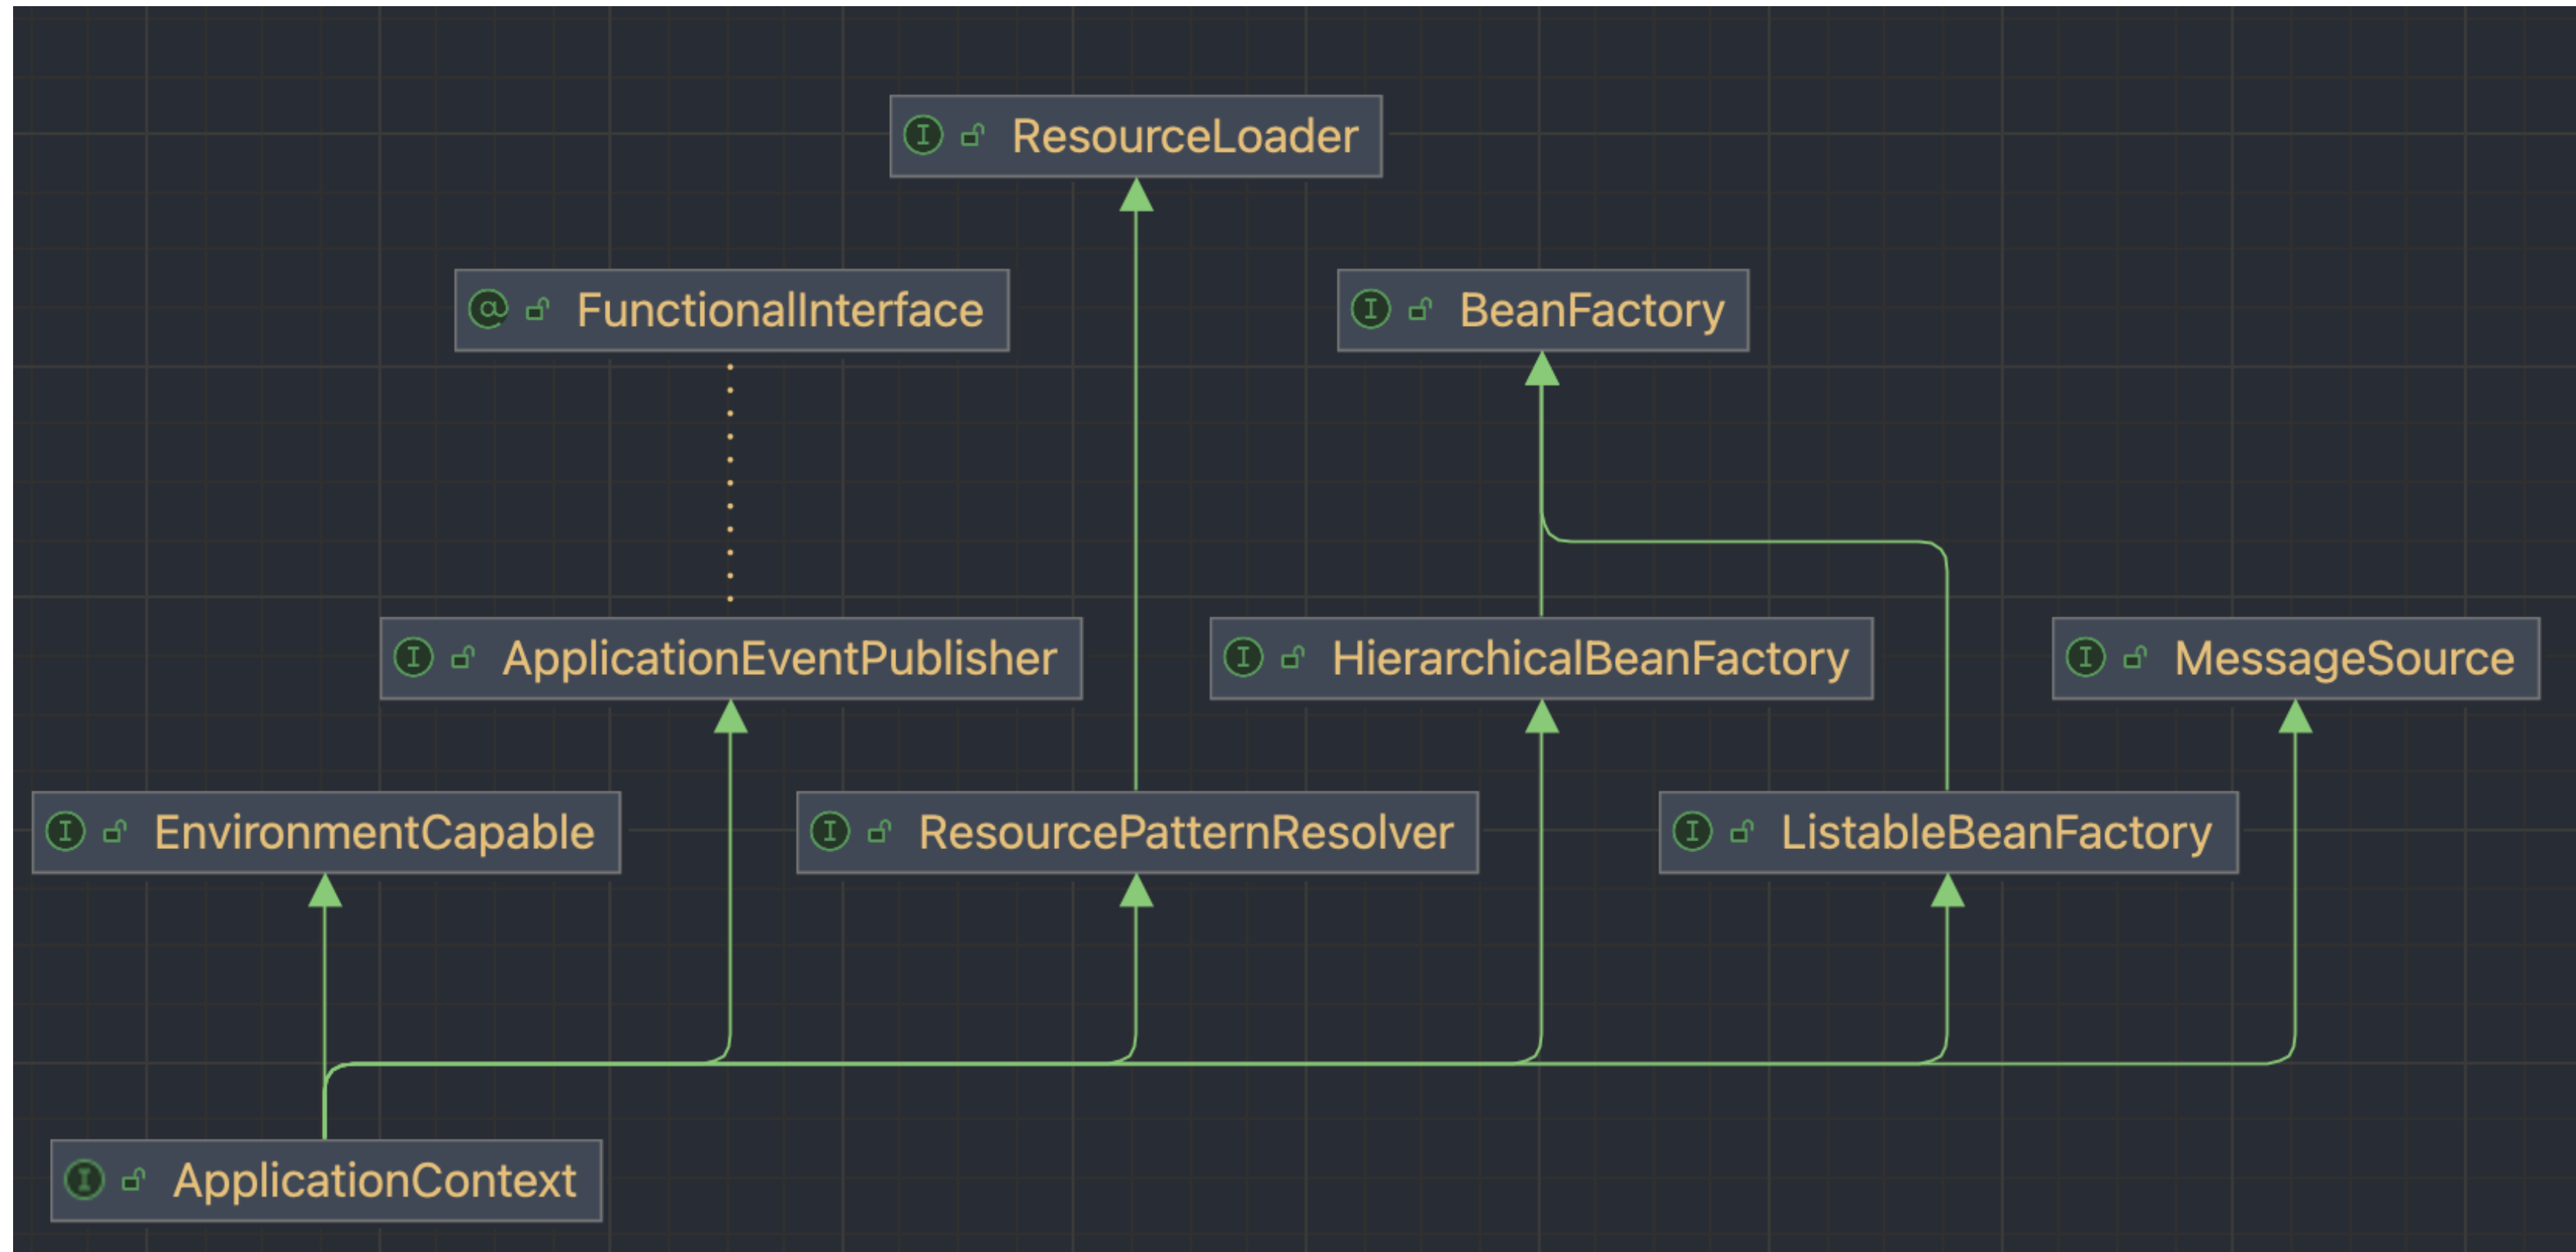 ResourceLoader
FunctionalInterface
BeanFactory
ApplicationEventPublisher
HierarchicalBeanFactory
MessageSource
EnvironmentCapable
ResourcePatternResolver
ListableBeanFactory
ApplicationContext